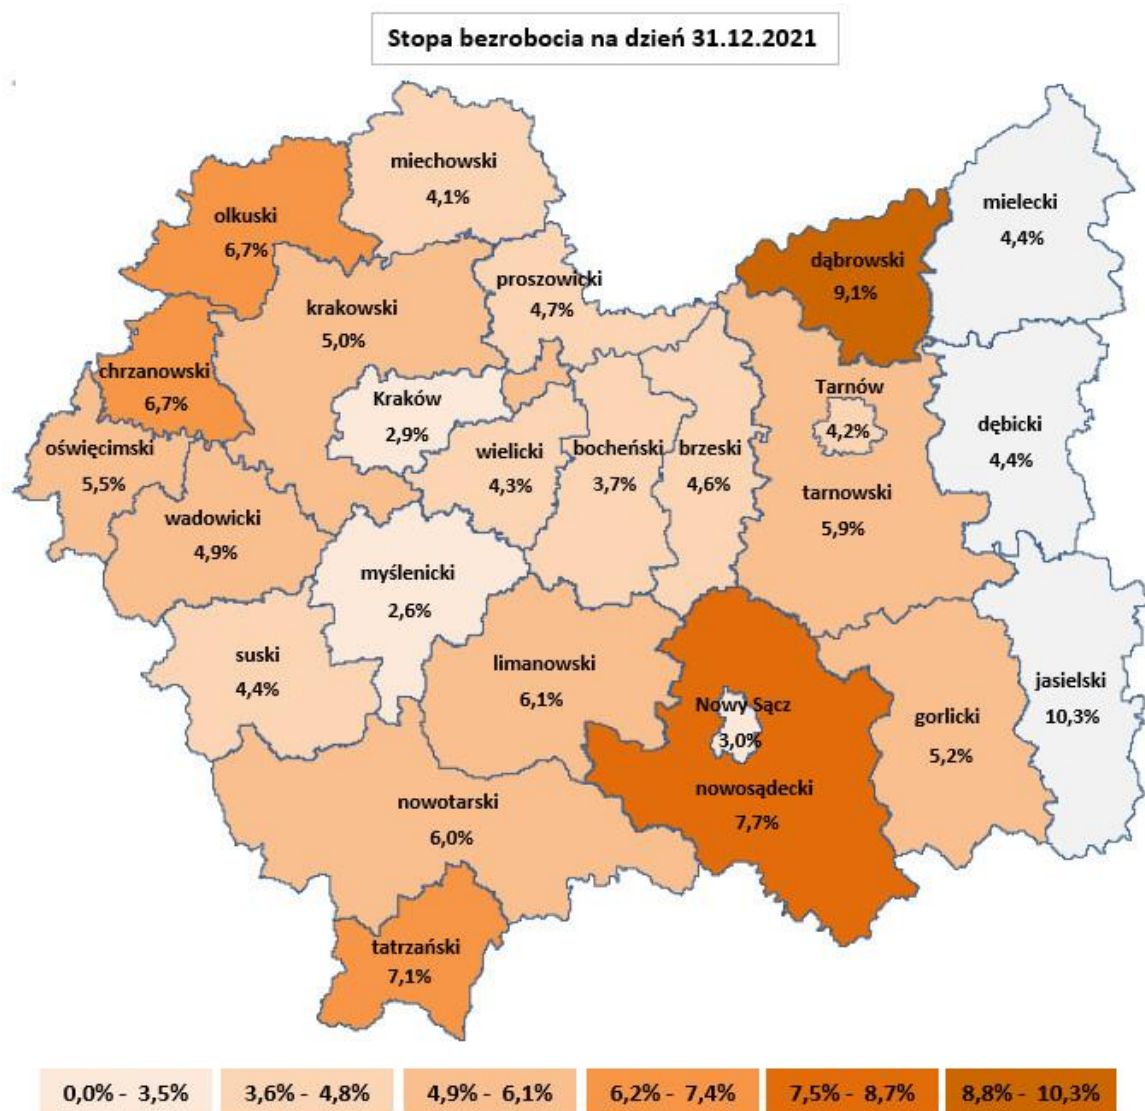 Stopa bezrobocia na dzień 31.12.2021
miechowski
4,1%
olkuski
6,7%
mielecki
4,4%
dąbrowski
9,1%
proszowicki
4,7%
krakowski
5,0%
chrzanowski
6,7%
Kraków
2,9%
Tarnów
4,2%
dębicki
4,4%
oświęcimski
5,5%
wielicki
4,3%
bocheński
3,7%
brzeski
4,6%
tarnowski
5,9%
wadowicki
4,9%
myślenicki
2,6%
suski
4,4%
limanowski
6,1%
Nowy Sącz
3,0%
gorlicki
5,2%
jasielski
10,3%
nowosądecki
7,7%
nowotarski
6,0%
tatrzański
7,1%
0,0% - 3,5% 3,6% - 4,8% 4,9% - 6,1% 6,2% - 7,4% 7,5% - 8,7% 8,8% - 10,3%